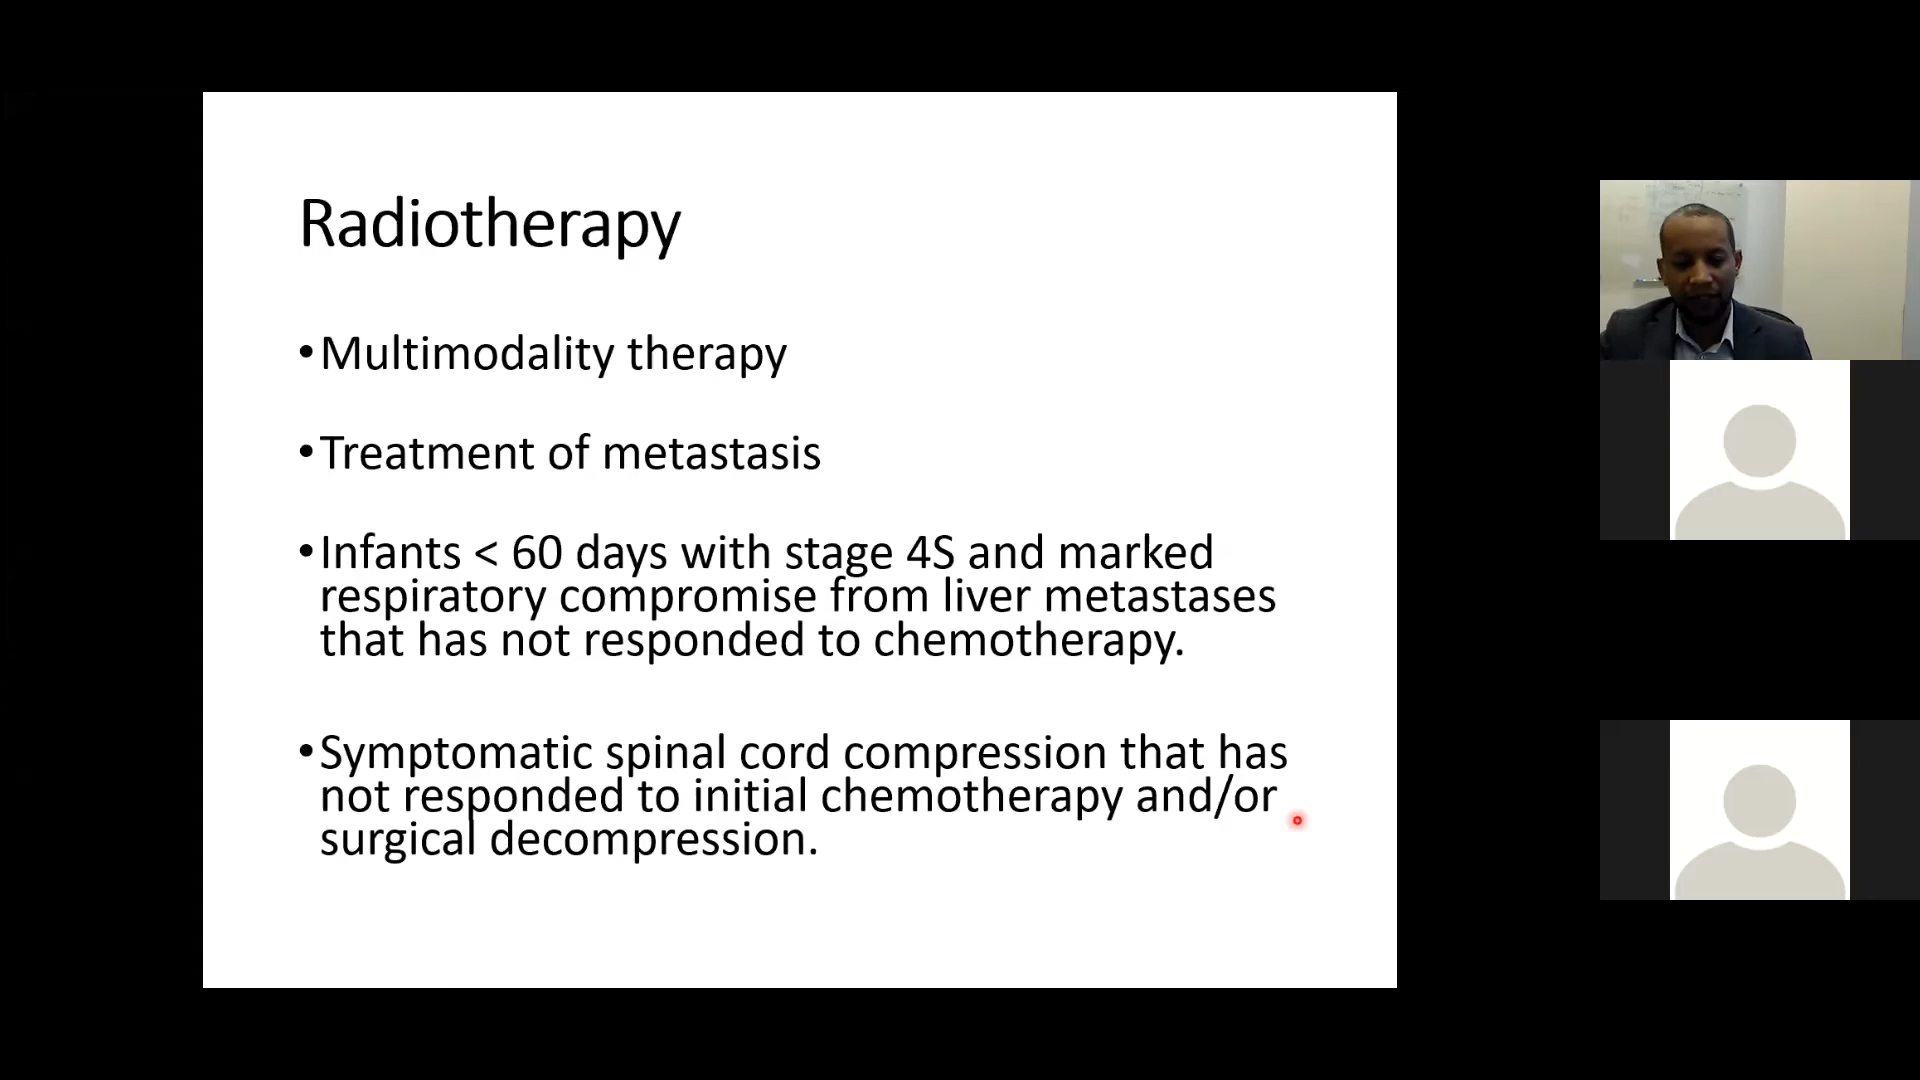 Radiotherapy
•Multimodality therapy
•Treatment of metastasis
•Infants < 60 days with stage 4S and marked
respiratory compromise from liver metastases
that has not responded to chemotherapy.
•Symptomatic spinal cord compression that has
not responded to initial chemotherapy and/or
surgical decompression.